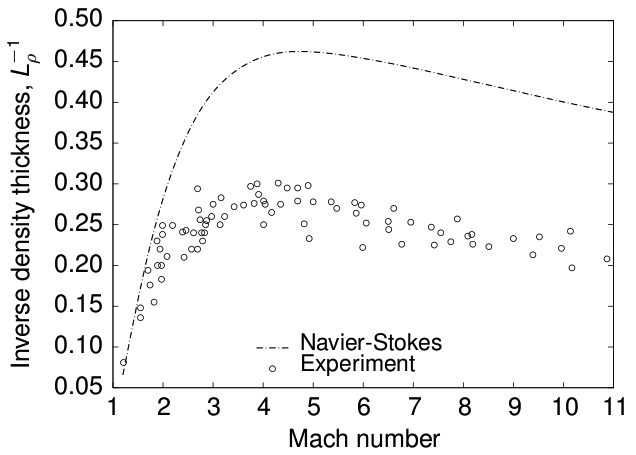 0.50
0.45
0.40
0.35
0.30
0.25
0.20
0.15
0.10
0.05
Inverse density thickness, Lρ⁻¹
Navier-Stokes
Experiment
1 2 3 4 5 6 7 8 9 10 11
Mach number